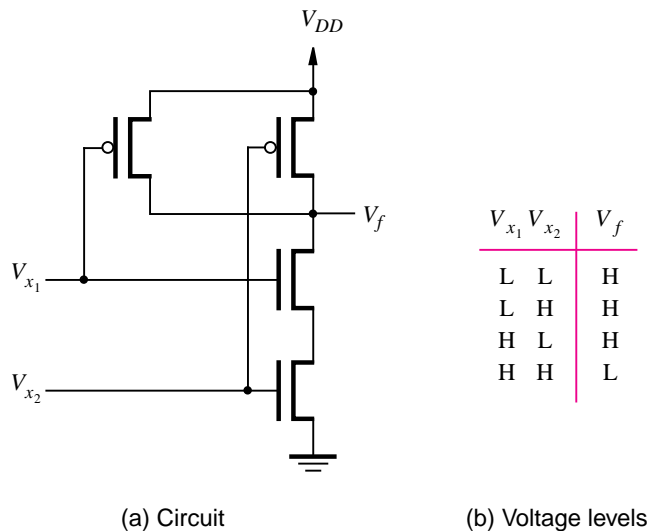 V_DD
V_f
V_x1
V_x2
(a) Circuit
V_x1 V_x2 V_f
L L H
L H H
H L H
H H L
(b) Voltage levels